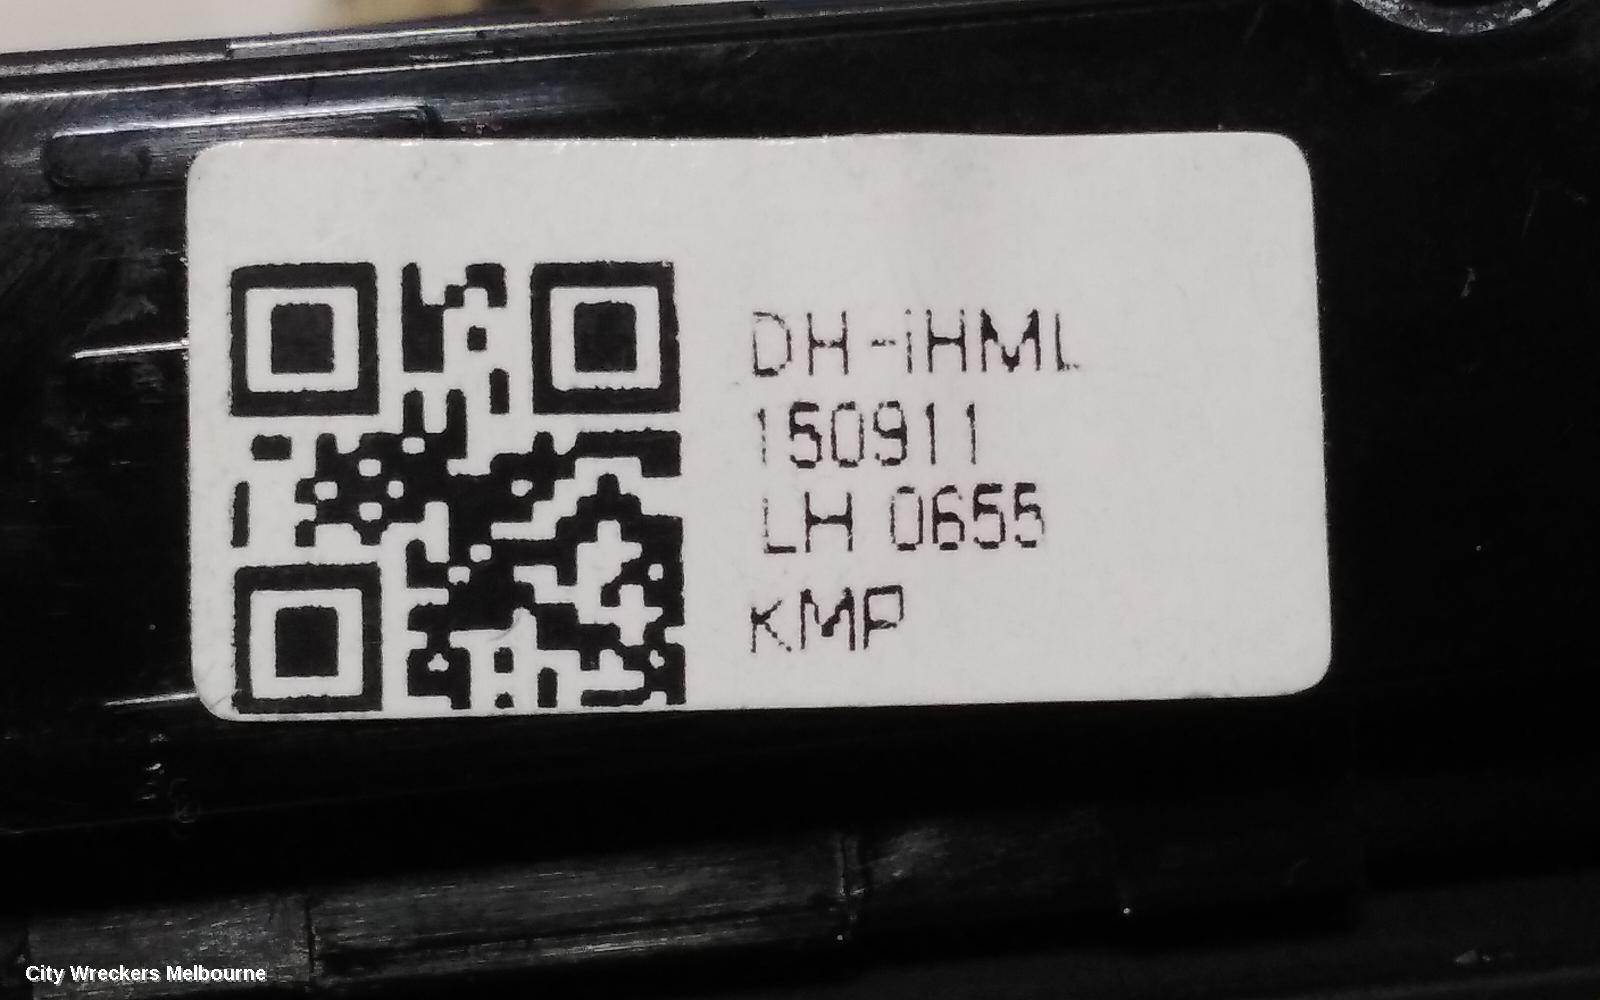 DH-iHML
150911
LH 0655
KMP
City Wreckers Melbourne